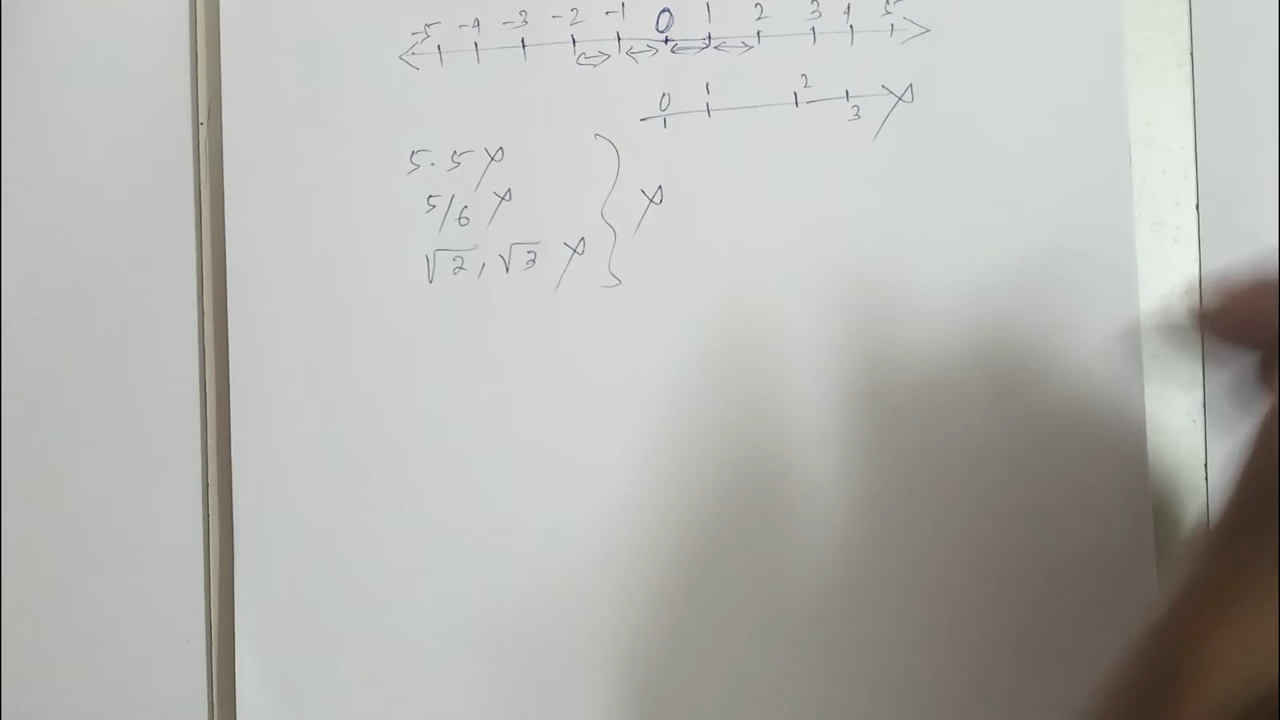 -5 -4 -3 -2 -1 0 1 2 3 4 5
0 1 2 3 X
5.5 X
5/6 X
√2, √3 X
X